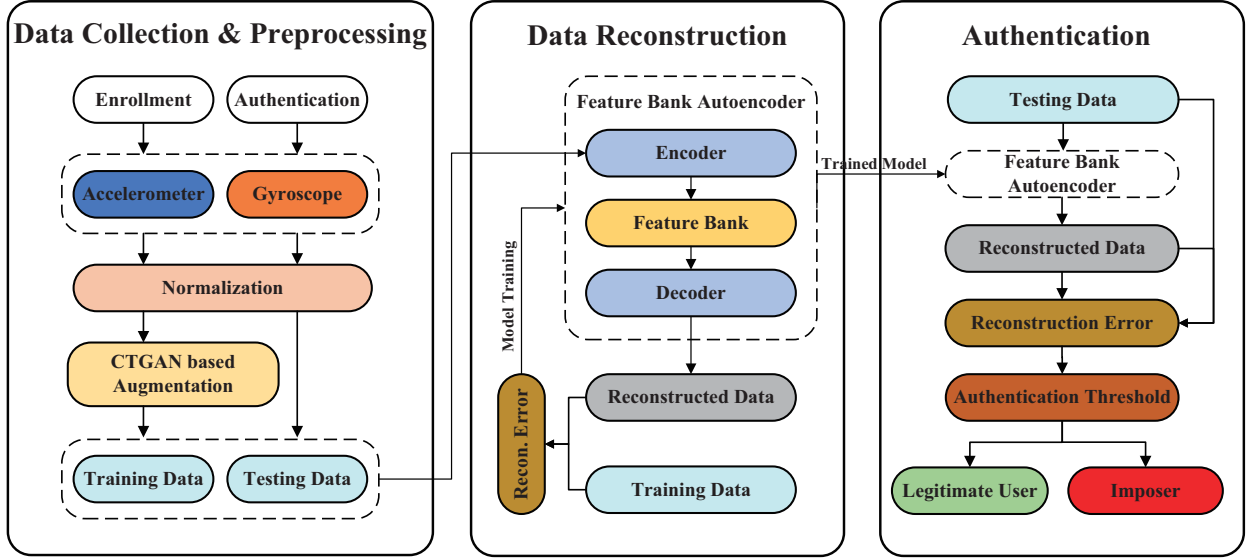 Data Collection & Preprocessing
Enrollment
Authentication
Accelerometer
Gyroscope
Normalization
CTGAN based
Augmentation
Training Data
Testing Data
Data Reconstruction
Feature Bank Autoencoder
Encoder
Feature Bank
Decoder
Model Training
Recon. Error
Reconstructed Data
Training Data
Trained Model
Authentication
Testing Data
Feature Bank
Autoencoder
Reconstructed Data
Reconstruction Error
Authentication Threshold
Legitimate User
Imposer